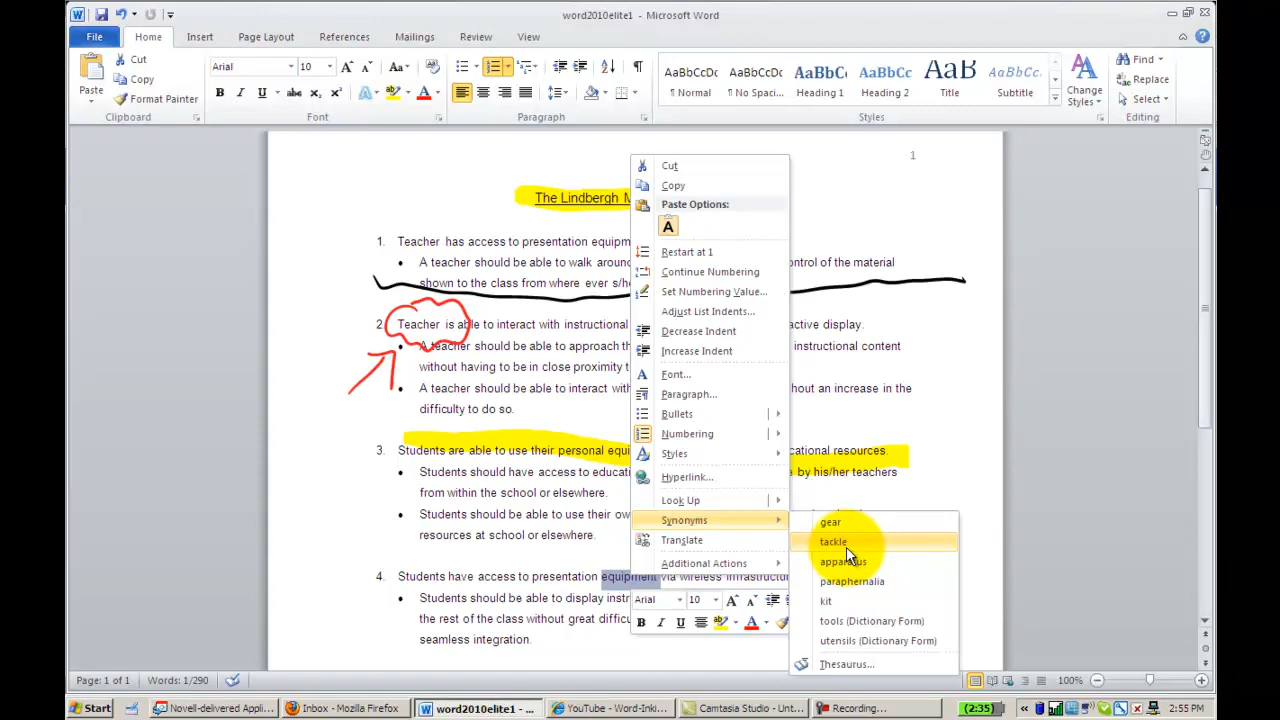 word2010elite1 - Microsoft Word
File Home Insert Page Layout References Mailings Review View
Cut
Copy
Format Painter
Paste
Clipboard
Arial 10
Font
Paragraph
AaBbCcDc AaBbCcDc AaBbC AaBbCc AaB AaBbCc.
¶ Normal ¶ No Spaci... Heading 1 Heading 2 Title Subtitle
Change Styles
Styles
Find
Replace
Select
Editing
1
The Lindbergh M
1. Teacher has access to presentation equipm
• A teacher should be able to walk aroun ontrol of the material
shown to the class from where ever s/he
2. Teacher is able to interact with instructional active display.
• A teacher should be able to approach th instructional content
without having to be in close proximity t
• A teacher should be able to interact with hout an increase in the
difficulty to do so.
3. Students are able to use their personal equi cational resources.
• Students should have access to educati a by his/her teachers
from within the school or elsewhere.
• Students should be able to use their ow
resources at school or elsewhere.
4. Students have access to presentation equipment via wireless infrastructu
• Students should be able to display instr
the rest of the class without great difficu
seamless integration.
Cut
Copy
Paste Options:
A
Restart at 1
Continue Numbering
Set Numbering Value...
Adjust List Indents...
Decrease Indent
Increase Indent
Font...
Paragraph...
Bullets
Numbering
Styles
Hyperlink...
Look Up
Synonyms
Translate
Additional Actions
gear
tackle
apparatus
paraphernalia
kit
tools (Dictionary Form)
utensils (Dictionary Form)
Thesaurus...
Arial 10
B I U
Page: 1 of 1 Words: 1/290 100%
Start Novell-delivered Appli... Inbox - Mozilla Firefox word2010elite1 - ... YouTube - Word-Inki... Camtasia Studio - Unt... Recording... (2:35) 2:55 PM